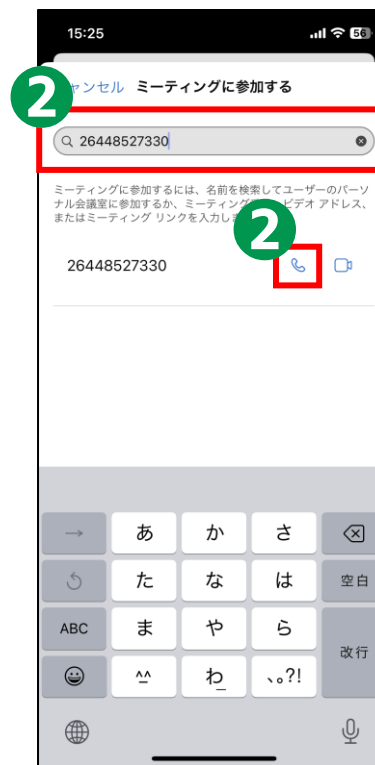 15:25
56
2
ャンセル ミーティングに参加する
26448527330
ミーティングに参加するには、名前を検索してユーザーのパーソ
ナル会議室に参加するか、ミーティング ビデオ アドレス、
またはミーティング リンクを入力しま
2
26448527330
→ あ か さ
た な は 空白
ABC ま や ら
改行
^^ わ 、。?!